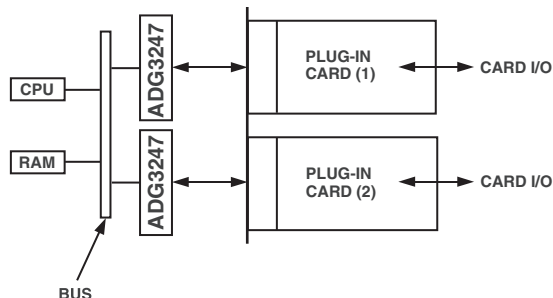 ADG3247
PLUG-IN
CARD (1)
CARD I/O
CPU
RAM
ADG3247
PLUG-IN
CARD (2)
CARD I/O
BUS